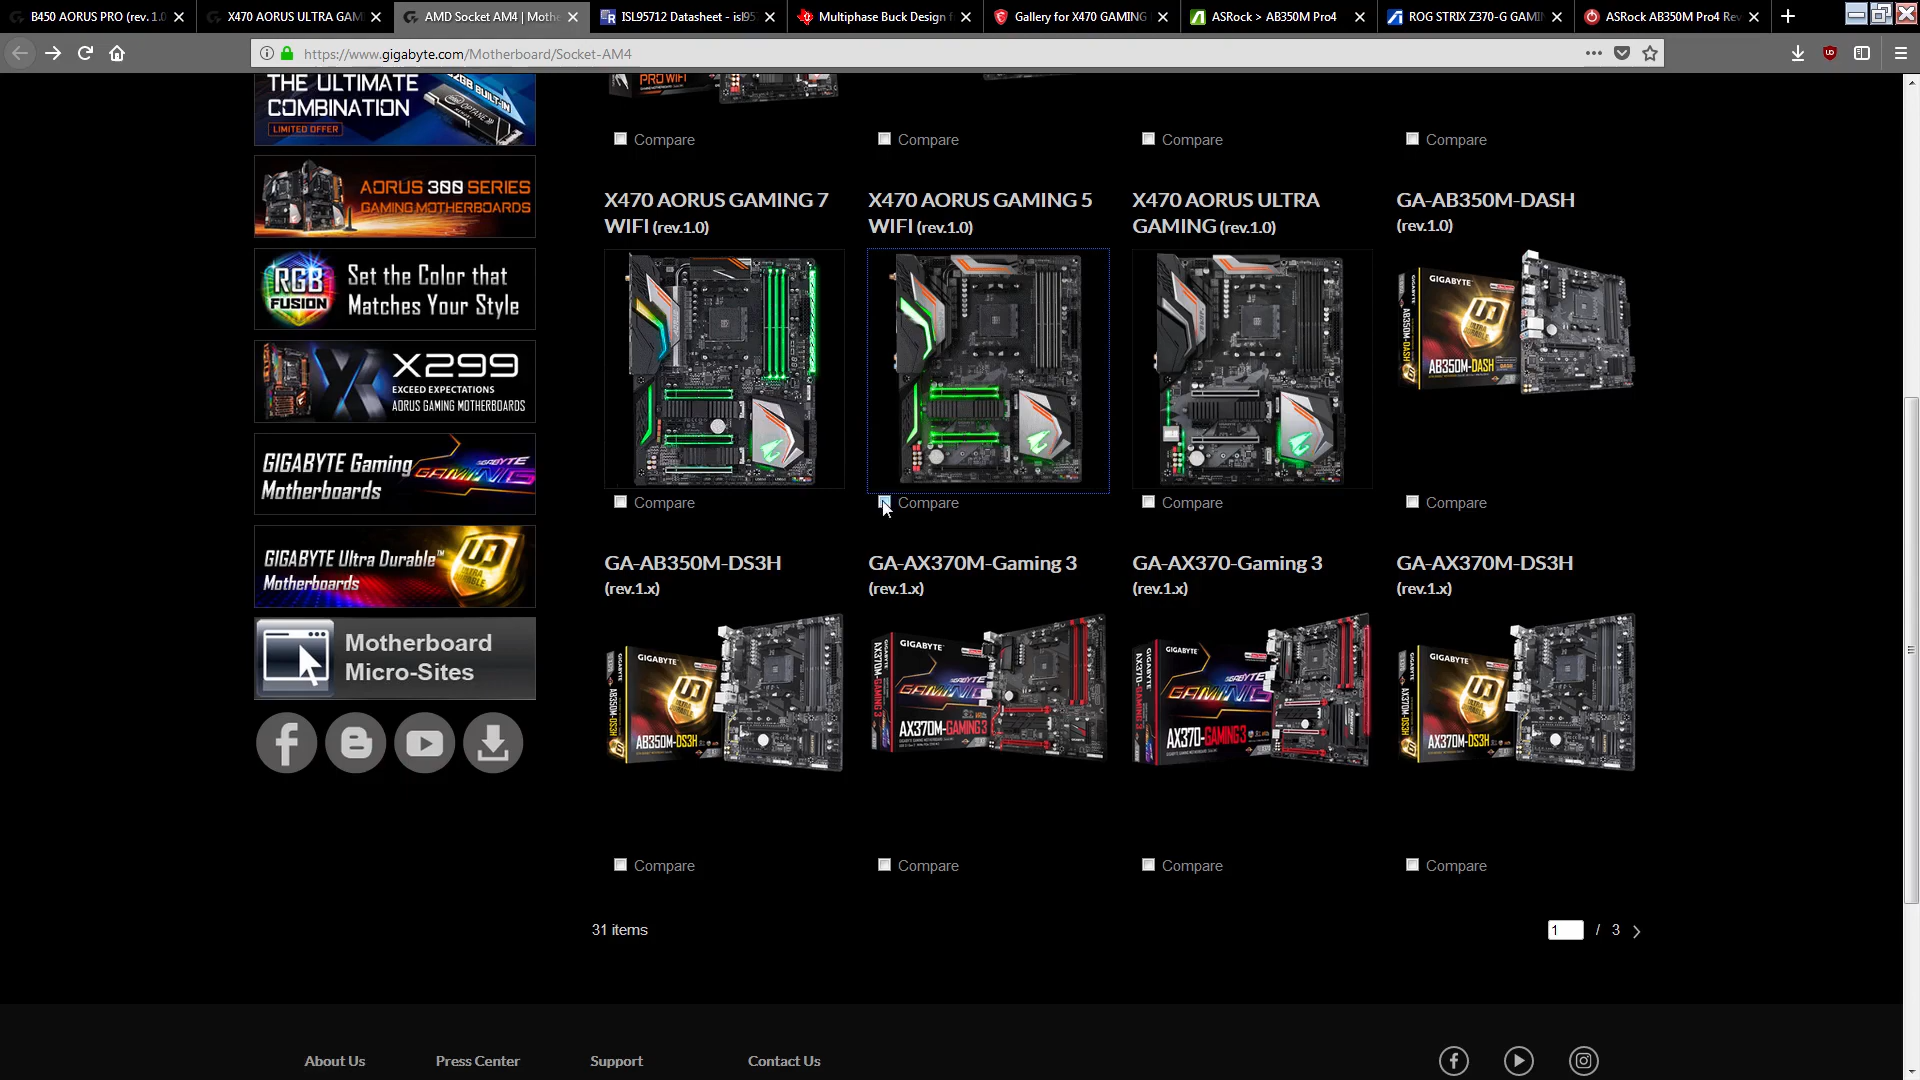 B450 AORUS PRO (rev. 1.0
X470 AORUS ULTRA GAM
AMD Socket AM4 | Mothe
ISL95712 Datasheet - isl95
Multiphase Buck Design f
Gallery for X470 GAMING
ASRock > AB350M Pro4
ROG STRIX Z370-G GAMI
ASRock AB350M Pro4 Rev
https://www.gigabyte.com/Motherboard/Socket-AM4
THE ULTIMATE
COMBINATION
LIMITED OFFER
32GB BUILT-IN
AORUS 300 SERIES
GAMING MOTHERBOARDS
RGB
FUSION
Set the Color that
Matches Your Style
X299
EXCEED EXPECTATIONS
AORUS GAMING MOTHERBOARDS
GIGABYTE Gaming
Motherboards
GIGABYTE Ultra Durable™
Motherboards
Motherboard
Micro-Sites
PRO WIFI
Compare
Compare
Compare
Compare
X470 AORUS GAMING 7
WIFI (rev.1.0)
X470 AORUS GAMING 5
WIFI (rev.1.0)
X470 AORUS ULTRA
GAMING (rev.1.0)
GA-AB350M-DASH
(rev.1.0)
GIGABYTE
AB350M-DASH
Compare
Compare
Compare
Compare
GA-AB350M-DS3H
(rev.1.x)
GA-AX370M-Gaming 3
(rev.1.x)
GA-AX370-Gaming 3
(rev.1.x)
GA-AX370M-DS3H
(rev.1.x)
GIGABYTE
AB350M-DS3H
GIGABYTE
AX370M-GAMING 3
GIGABYTE
AX370-GAMING 3
GIGABYTE
AX370M-DS3H
Compare
Compare
Compare
Compare
31 items
1 / 3
About Us
Press Center
Support
Contact Us